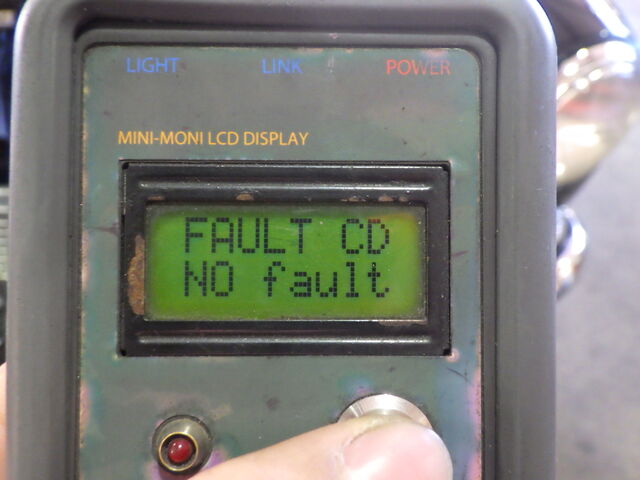 LIGHT LINK POWER
MINI-MONI LCD DISPLAY
FAULT CD
NO fault